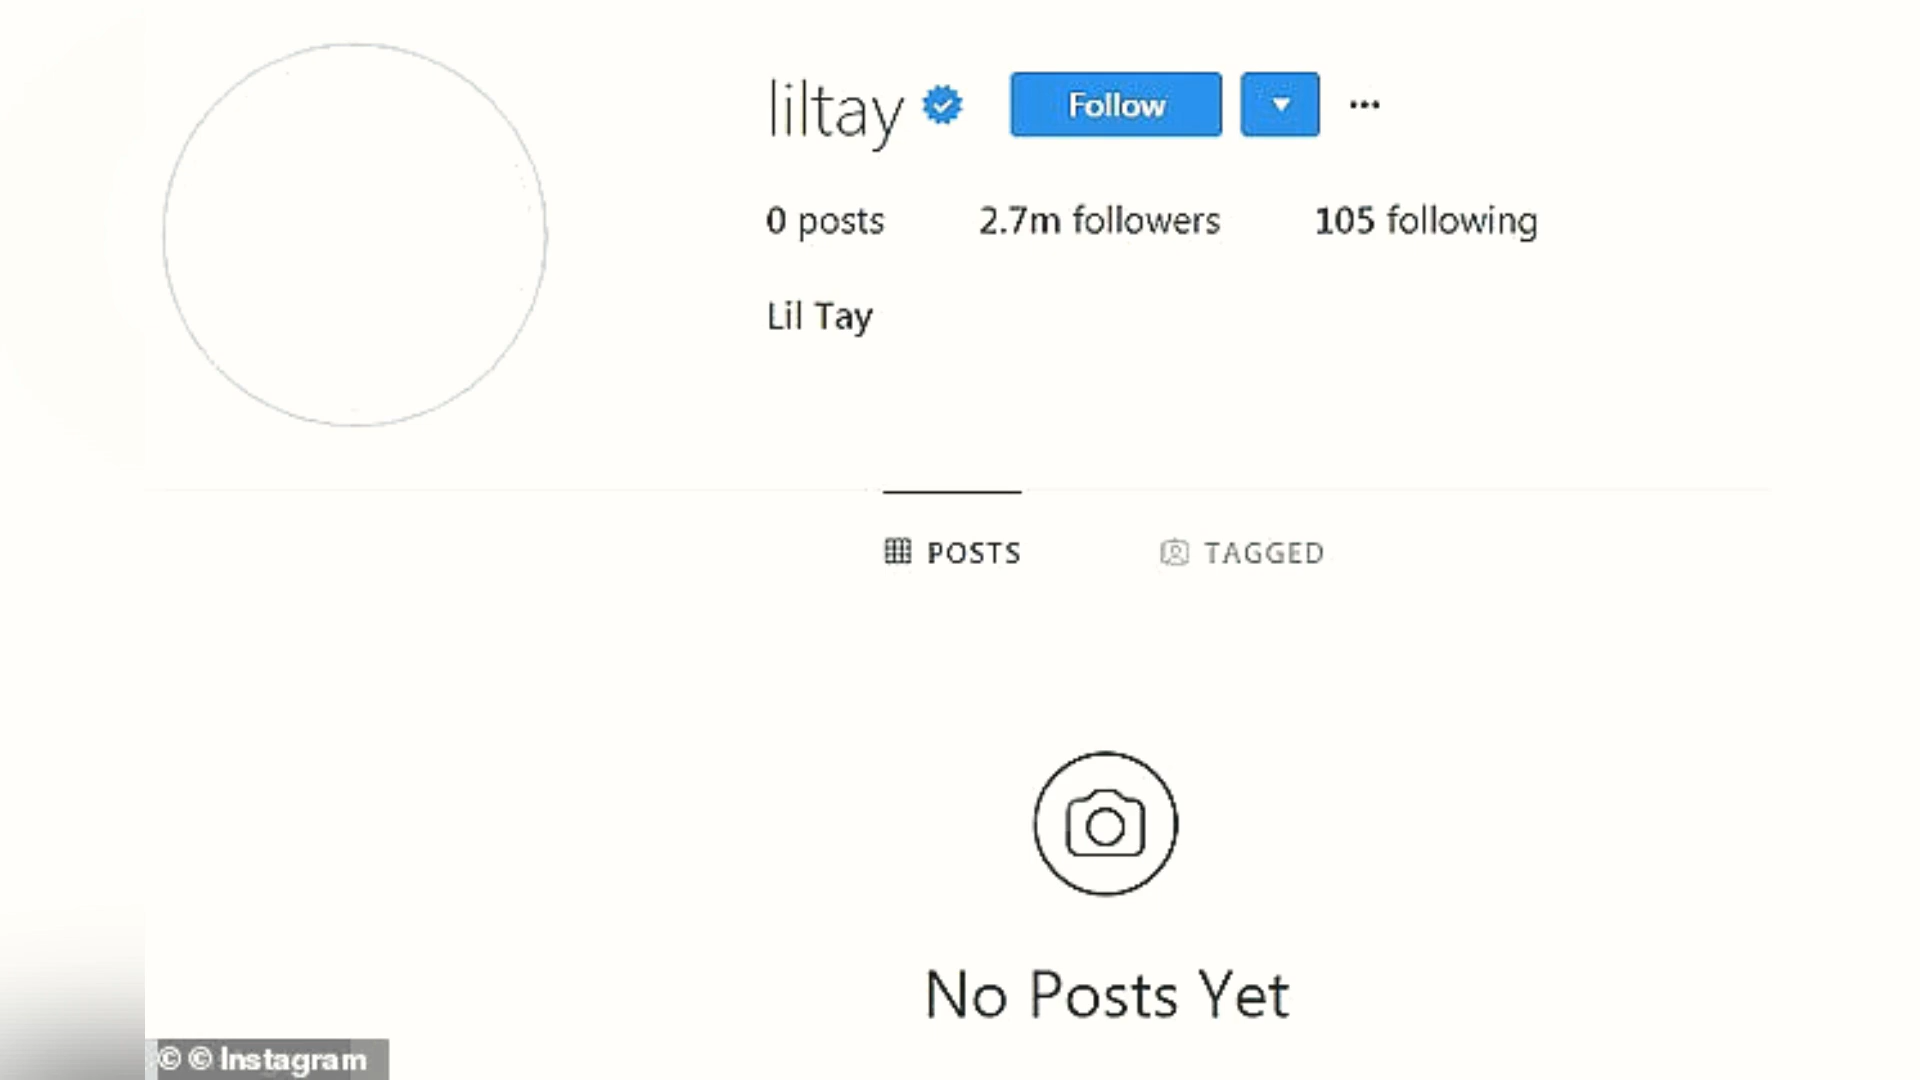 liltay Follow
0 posts 2.7m followers 105 following
Lil Tay
POSTS TAGGED
No Posts Yet
© © Instagram